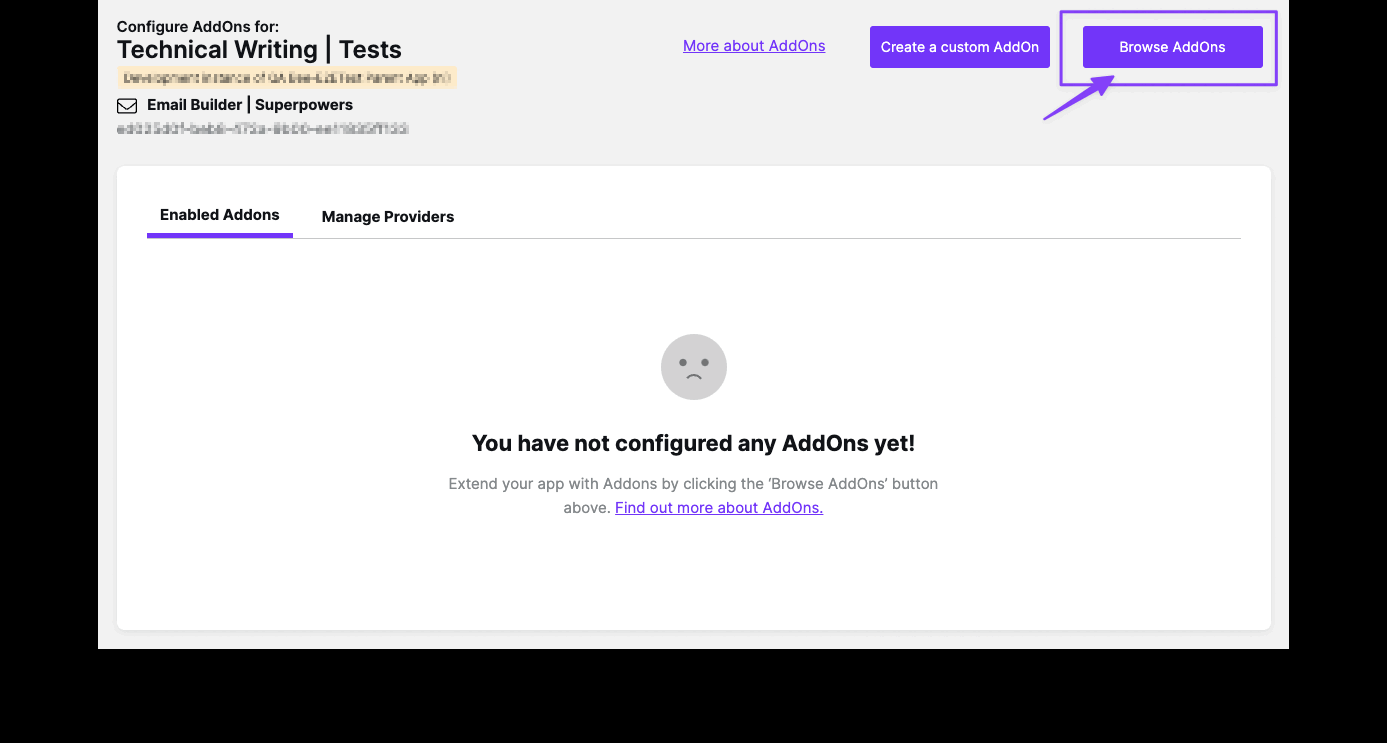 Configure AddOns for:
Technical Writing | Tests
Email Builder | Superpowers
More about AddOns
Create a custom AddOn
Browse AddOns
Enabled Addons
Manage Providers
You have not configured any AddOns yet!
Extend your app with Addons by clicking the ‘Browse AddOns’ button
above. Find out more about AddOns.